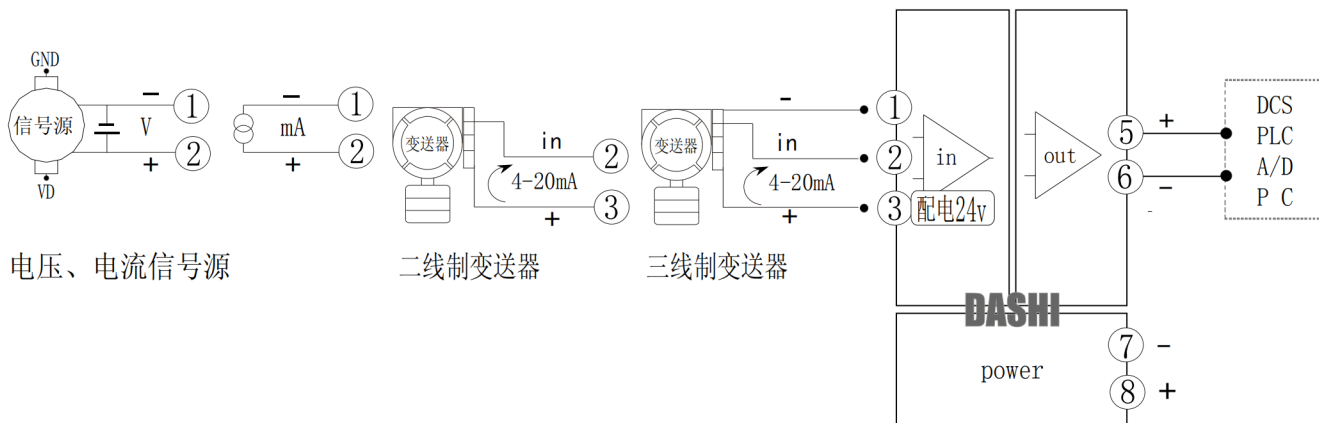 GND
信号源
VD
− ①
V
+ ②
− ①
mA
+ ②
电压、电流信号源
变送器
in ②
4-20mA
+ ③
二线制变送器
变送器
- ①
in ②
4-20mA
+ ③
三线制变送器
in
配电24v
out
⑤ +
⑥ −
-
DCS
PLC
A/D
P C
DASHI
power
⑦ −
⑧ +